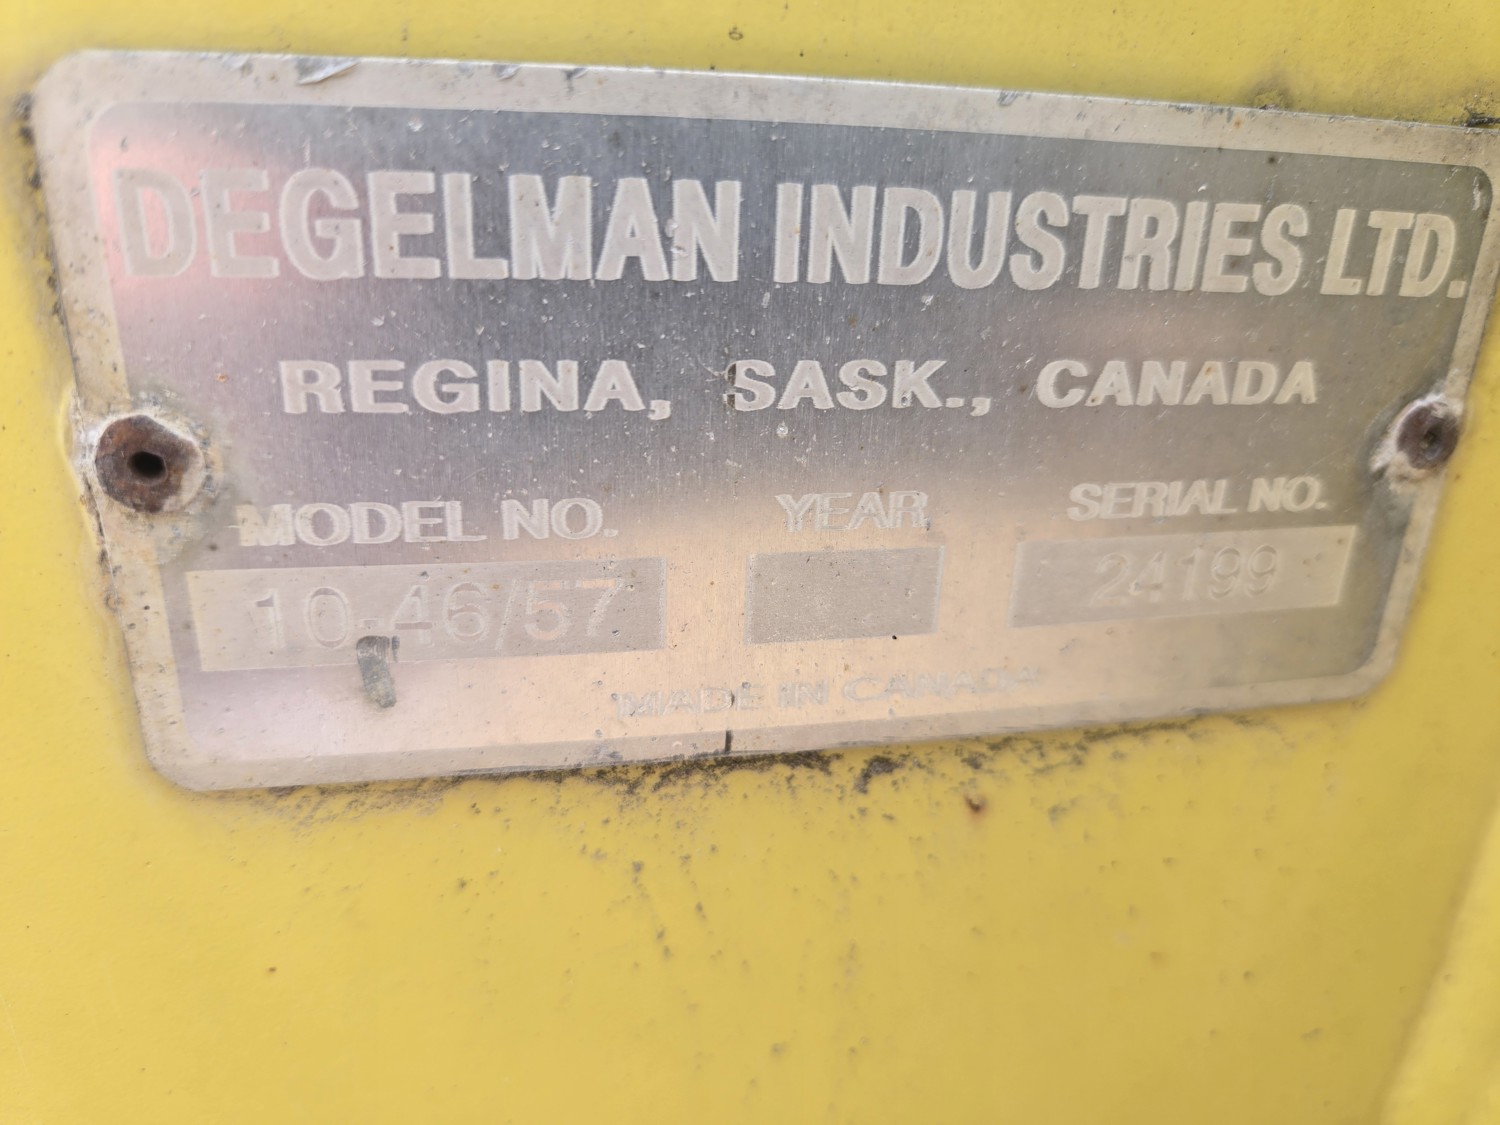 DEGELMAN INDUSTRIES LTD.
REGINA, SASK., CANADA
MODEL NO. YEAR SERIAL NO.
10-46/57 24199
MADE IN CANADA